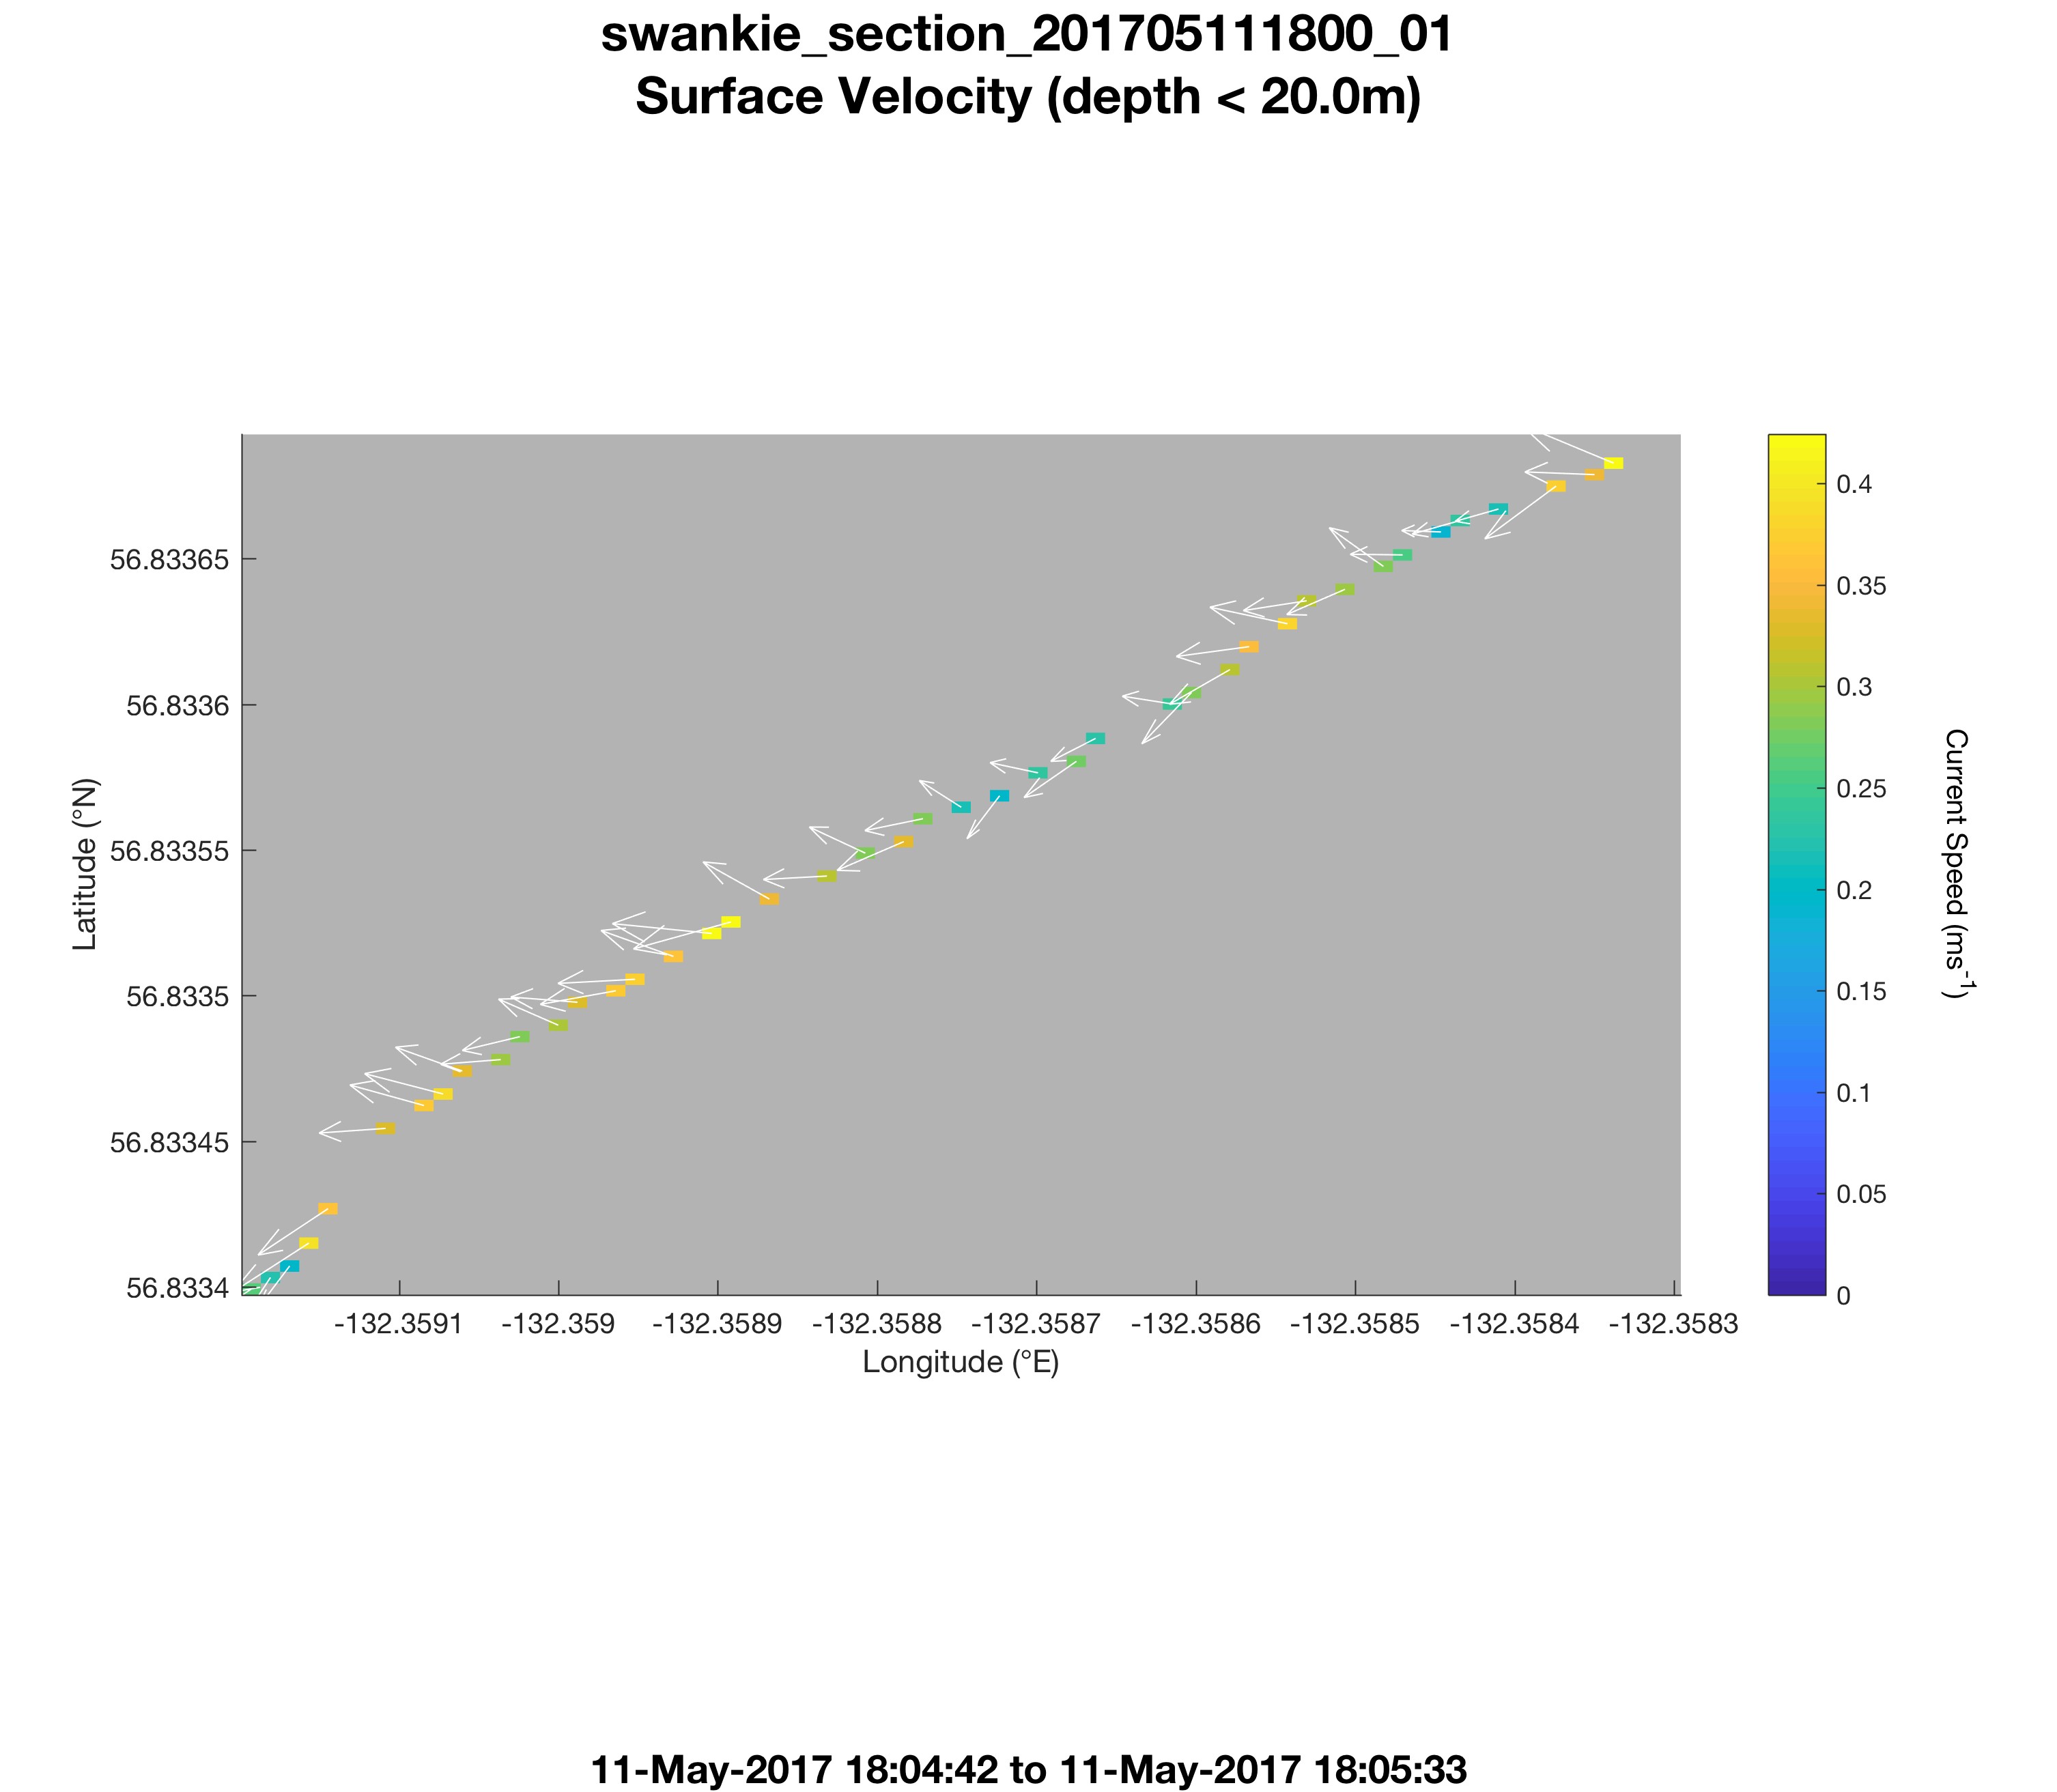 swankie_section_201705111800_01
Surface Velocity (depth < 20.0m)
56.83365
56.8336
56.83355
56.8335
56.83345
56.8334
Latitude (°N)
-132.3591 -132.359 -132.3589 -132.3588 -132.3587 -132.3586 -132.3585 -132.3584 -132.3583
Longitude (°E)
0.4
0.35
0.3
0.25
0.2
0.15
0.1
0.05
0
Current Speed (ms-1)
11-May-2017 18:04:42 to 11-May-2017 18:05:33